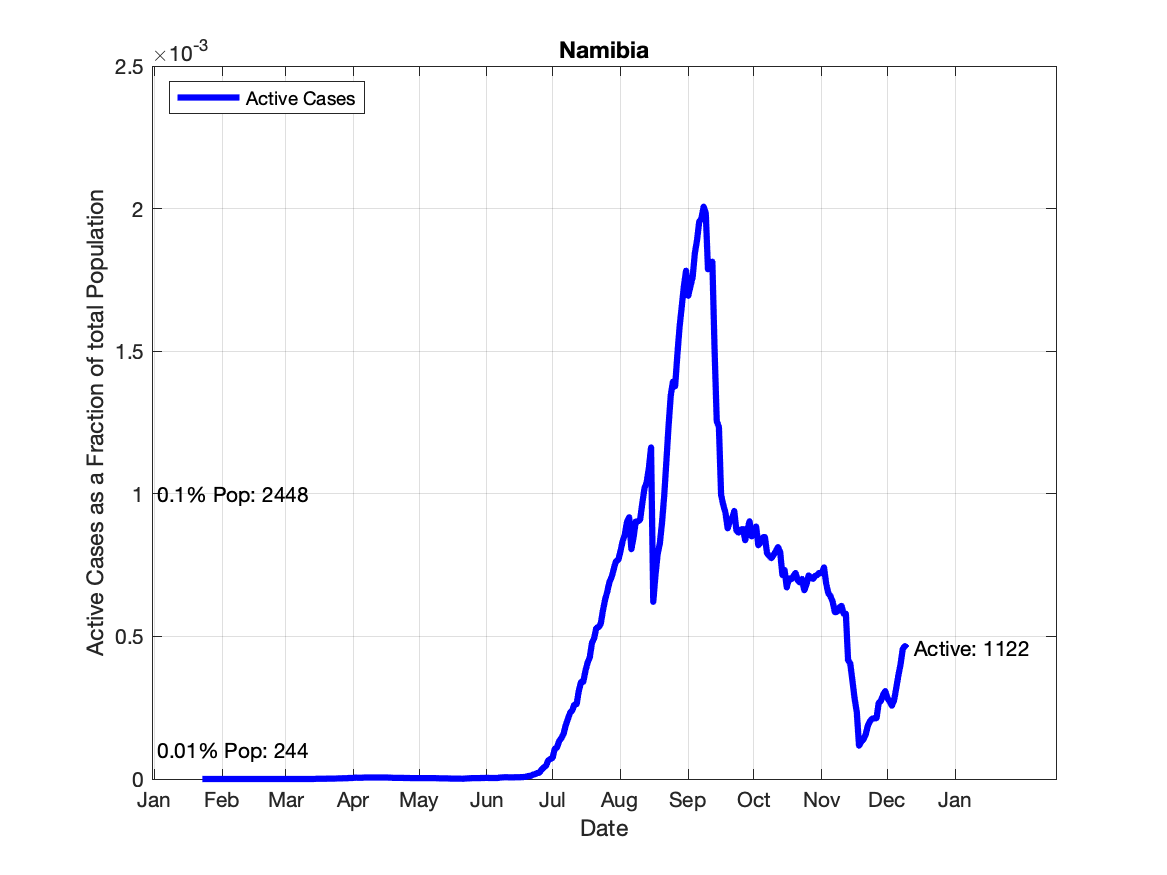 Namibia
×10-3
2.5
Active Cases
2
1.5
0.1% Pop: 2448
1
0.5
Active: 1122
0.01% Pop: 244
0
Active Cases as a Fraction of total Population
Jan Feb Mar Apr May Jun Jul Aug Sep Oct Nov Dec Jan
Date